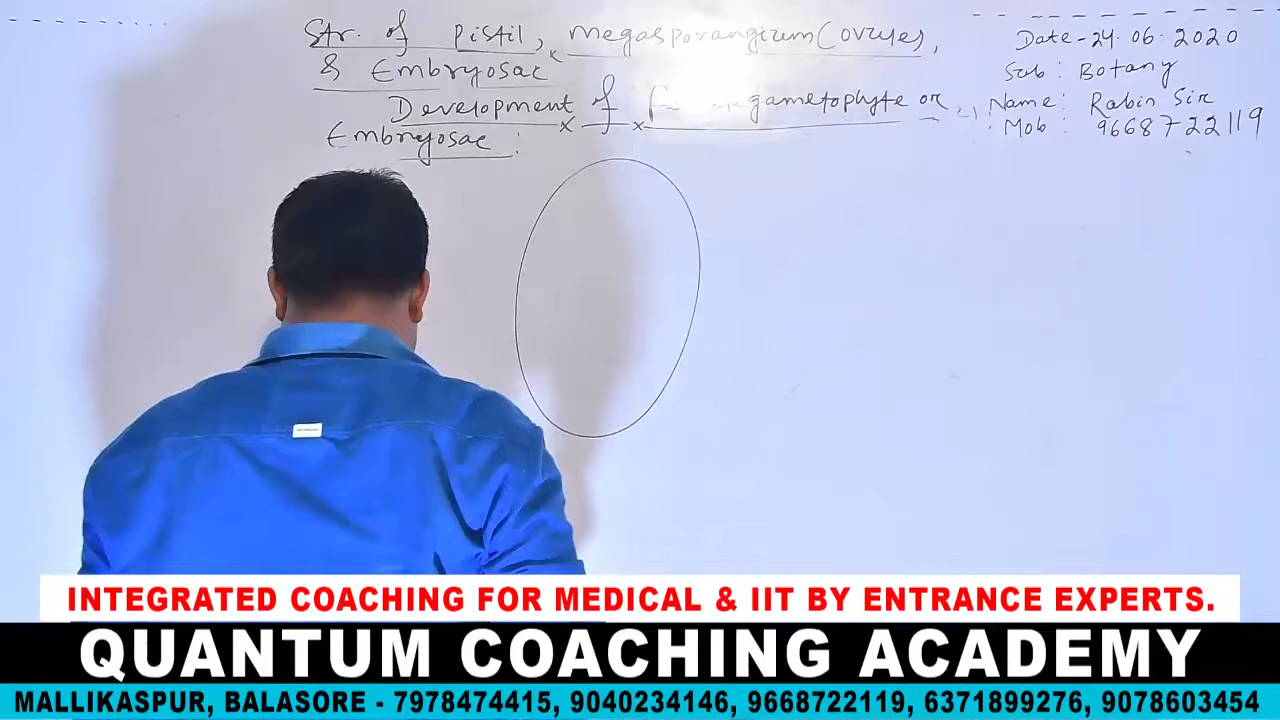 Str. of Pistil, megasporangium (ovules,
& Embryosac
Development of gametophyte or
Embryosac :
Date - 24.06.2020
Sub : Botany
Name : Rabin Sir
Mob : 9668722119
INTEGRATED COACHING FOR MEDICAL & IIT BY ENTRANCE EXPERTS.
QUANTUM COACHING ACADEMY
MALLIKASPUR, BALASORE - 7978474415, 9040234146, 9668722119, 6371899276, 9078603454